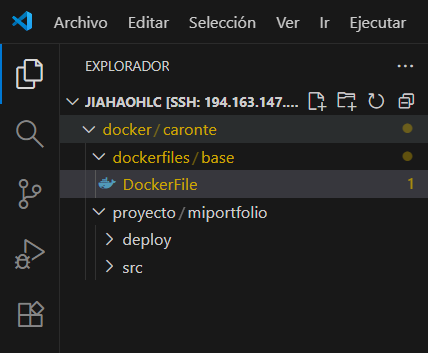 Archivo Editar Selección Ver Ir Ejecutar
EXPLORADOR
JIAHAOHLC [SSH: 194.163.147....
docker / caronte
dockerfiles / base
DockerFile 1
proyecto / miportfolio
deploy
src